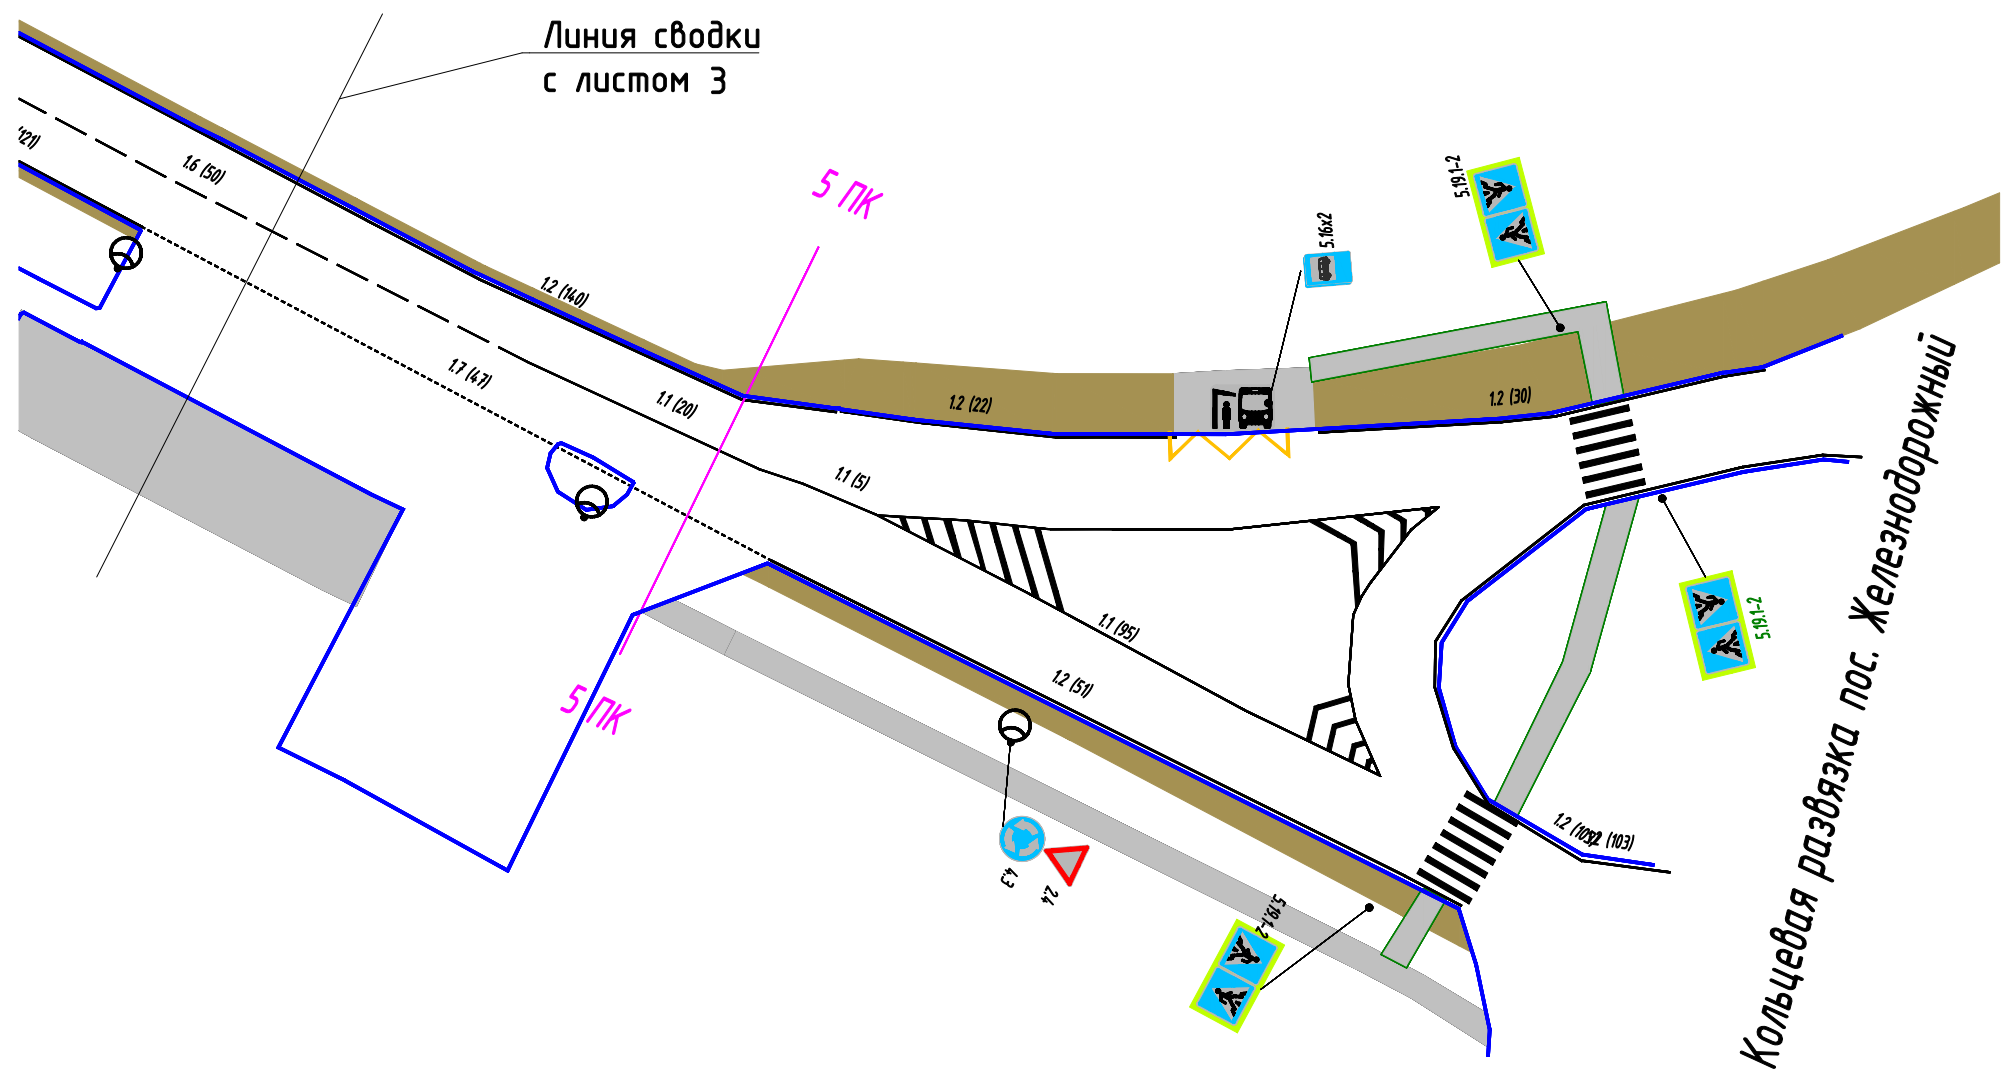 Линия сводки
с листом 3
121)
1.6 (50)
5 ПК
5.19.1-2
5.16x2
1.2 (140)
1.7 (47)
1.1 (20)
1.2 (22)
1.2 (30)
1.1 (5)
1.1 (95)
5.19.1-2
1.2 (51)
5 ПК
1.2 (103)
4.3
2.4
5.19.1-2
Кольцевая развязка пос. Железнодорожный